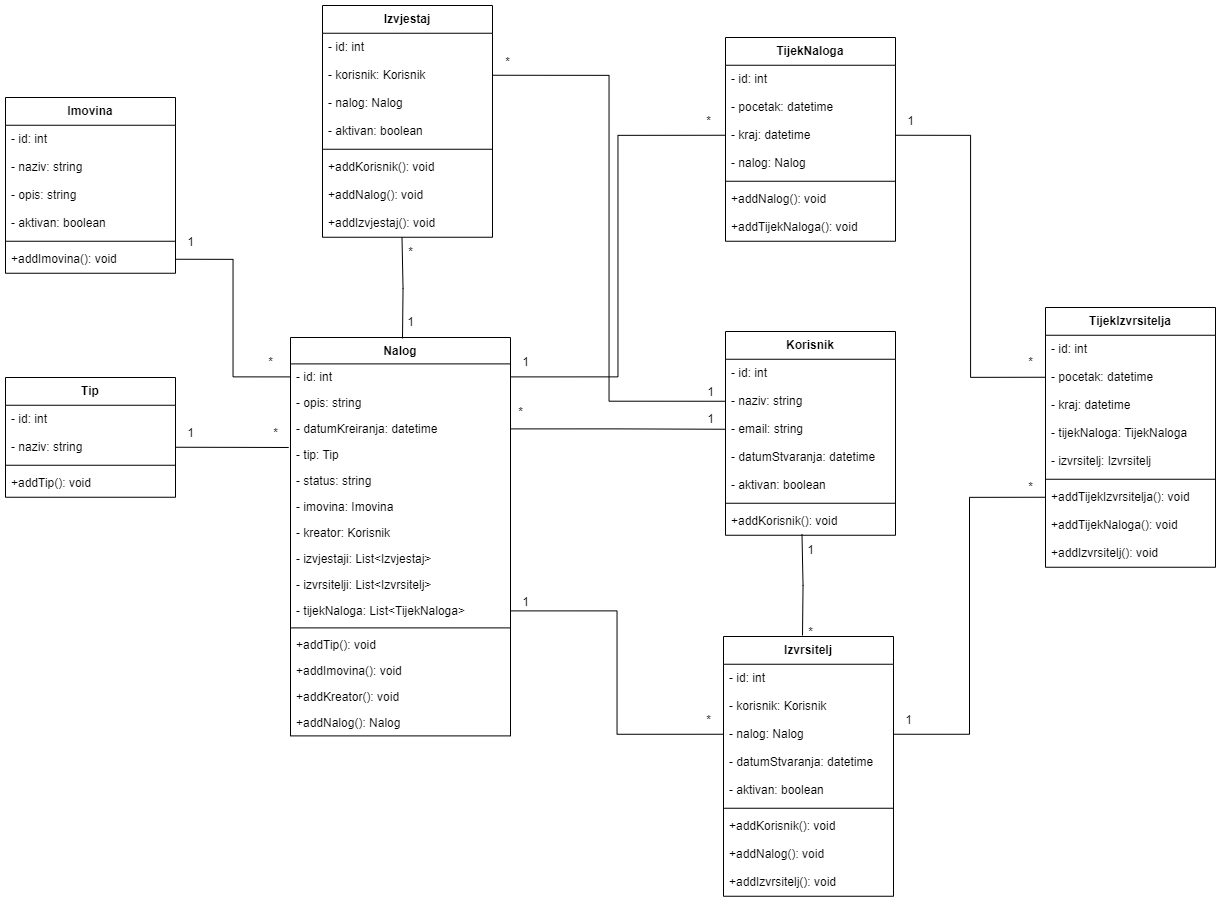 Izvjestaj
- id: int
- korisnik: Korisnik
- nalog: Nalog
- aktivan: boolean
+addKorisnik(): void
+addNalog(): void
+addIzvjestaj(): void
*
*
1
TijekNaloga
- id: int
- pocetak: datetime
- kraj: datetime
- nalog: Nalog
+addNalog(): void
+addTijekNaloga(): void
*
1
Imovina
- id: int
- naziv: string
- opis: string
- aktivan: boolean
+addImovina(): void
1
*
Tip
- id: int
- naziv: string
+addTip(): void
1
*
Nalog
- id: int
- opis: string
- datumKreiranja: datetime
- tip: Tip
- status: string
- imovina: Imovina
- kreator: Korisnik
- izvjestaji: List<Izvjestaj>
- izvrsitelji: List<Izvrsitelj>
- tijekNaloga: List<TijekNaloga>
+addTip(): void
+addImovina(): void
+addKreator(): void
+addNalog(): Nalog
1
*
1
Korisnik
- id: int
- naziv: string
- email: string
- datumStvaranja: datetime
- aktivan: boolean
+addKorisnik(): void
1
1
1
*
TijekIzvrsitelja
- id: int
- pocetak: datetime
- kraj: datetime
- tijekNaloga: TijekNaloga
- izvrsitelj: Izvrsitelj
+addTijekIzvrsitelja(): void
+addTijekNaloga(): void
+addIzvrsitelj(): void
*
*
Izvrsitelj
- id: int
- korisnik: Korisnik
- nalog: Nalog
- datumStvaranja: datetime
- aktivan: boolean
+addKorisnik(): void
+addNalog(): void
+addIzvrsitelj(): void
*
1